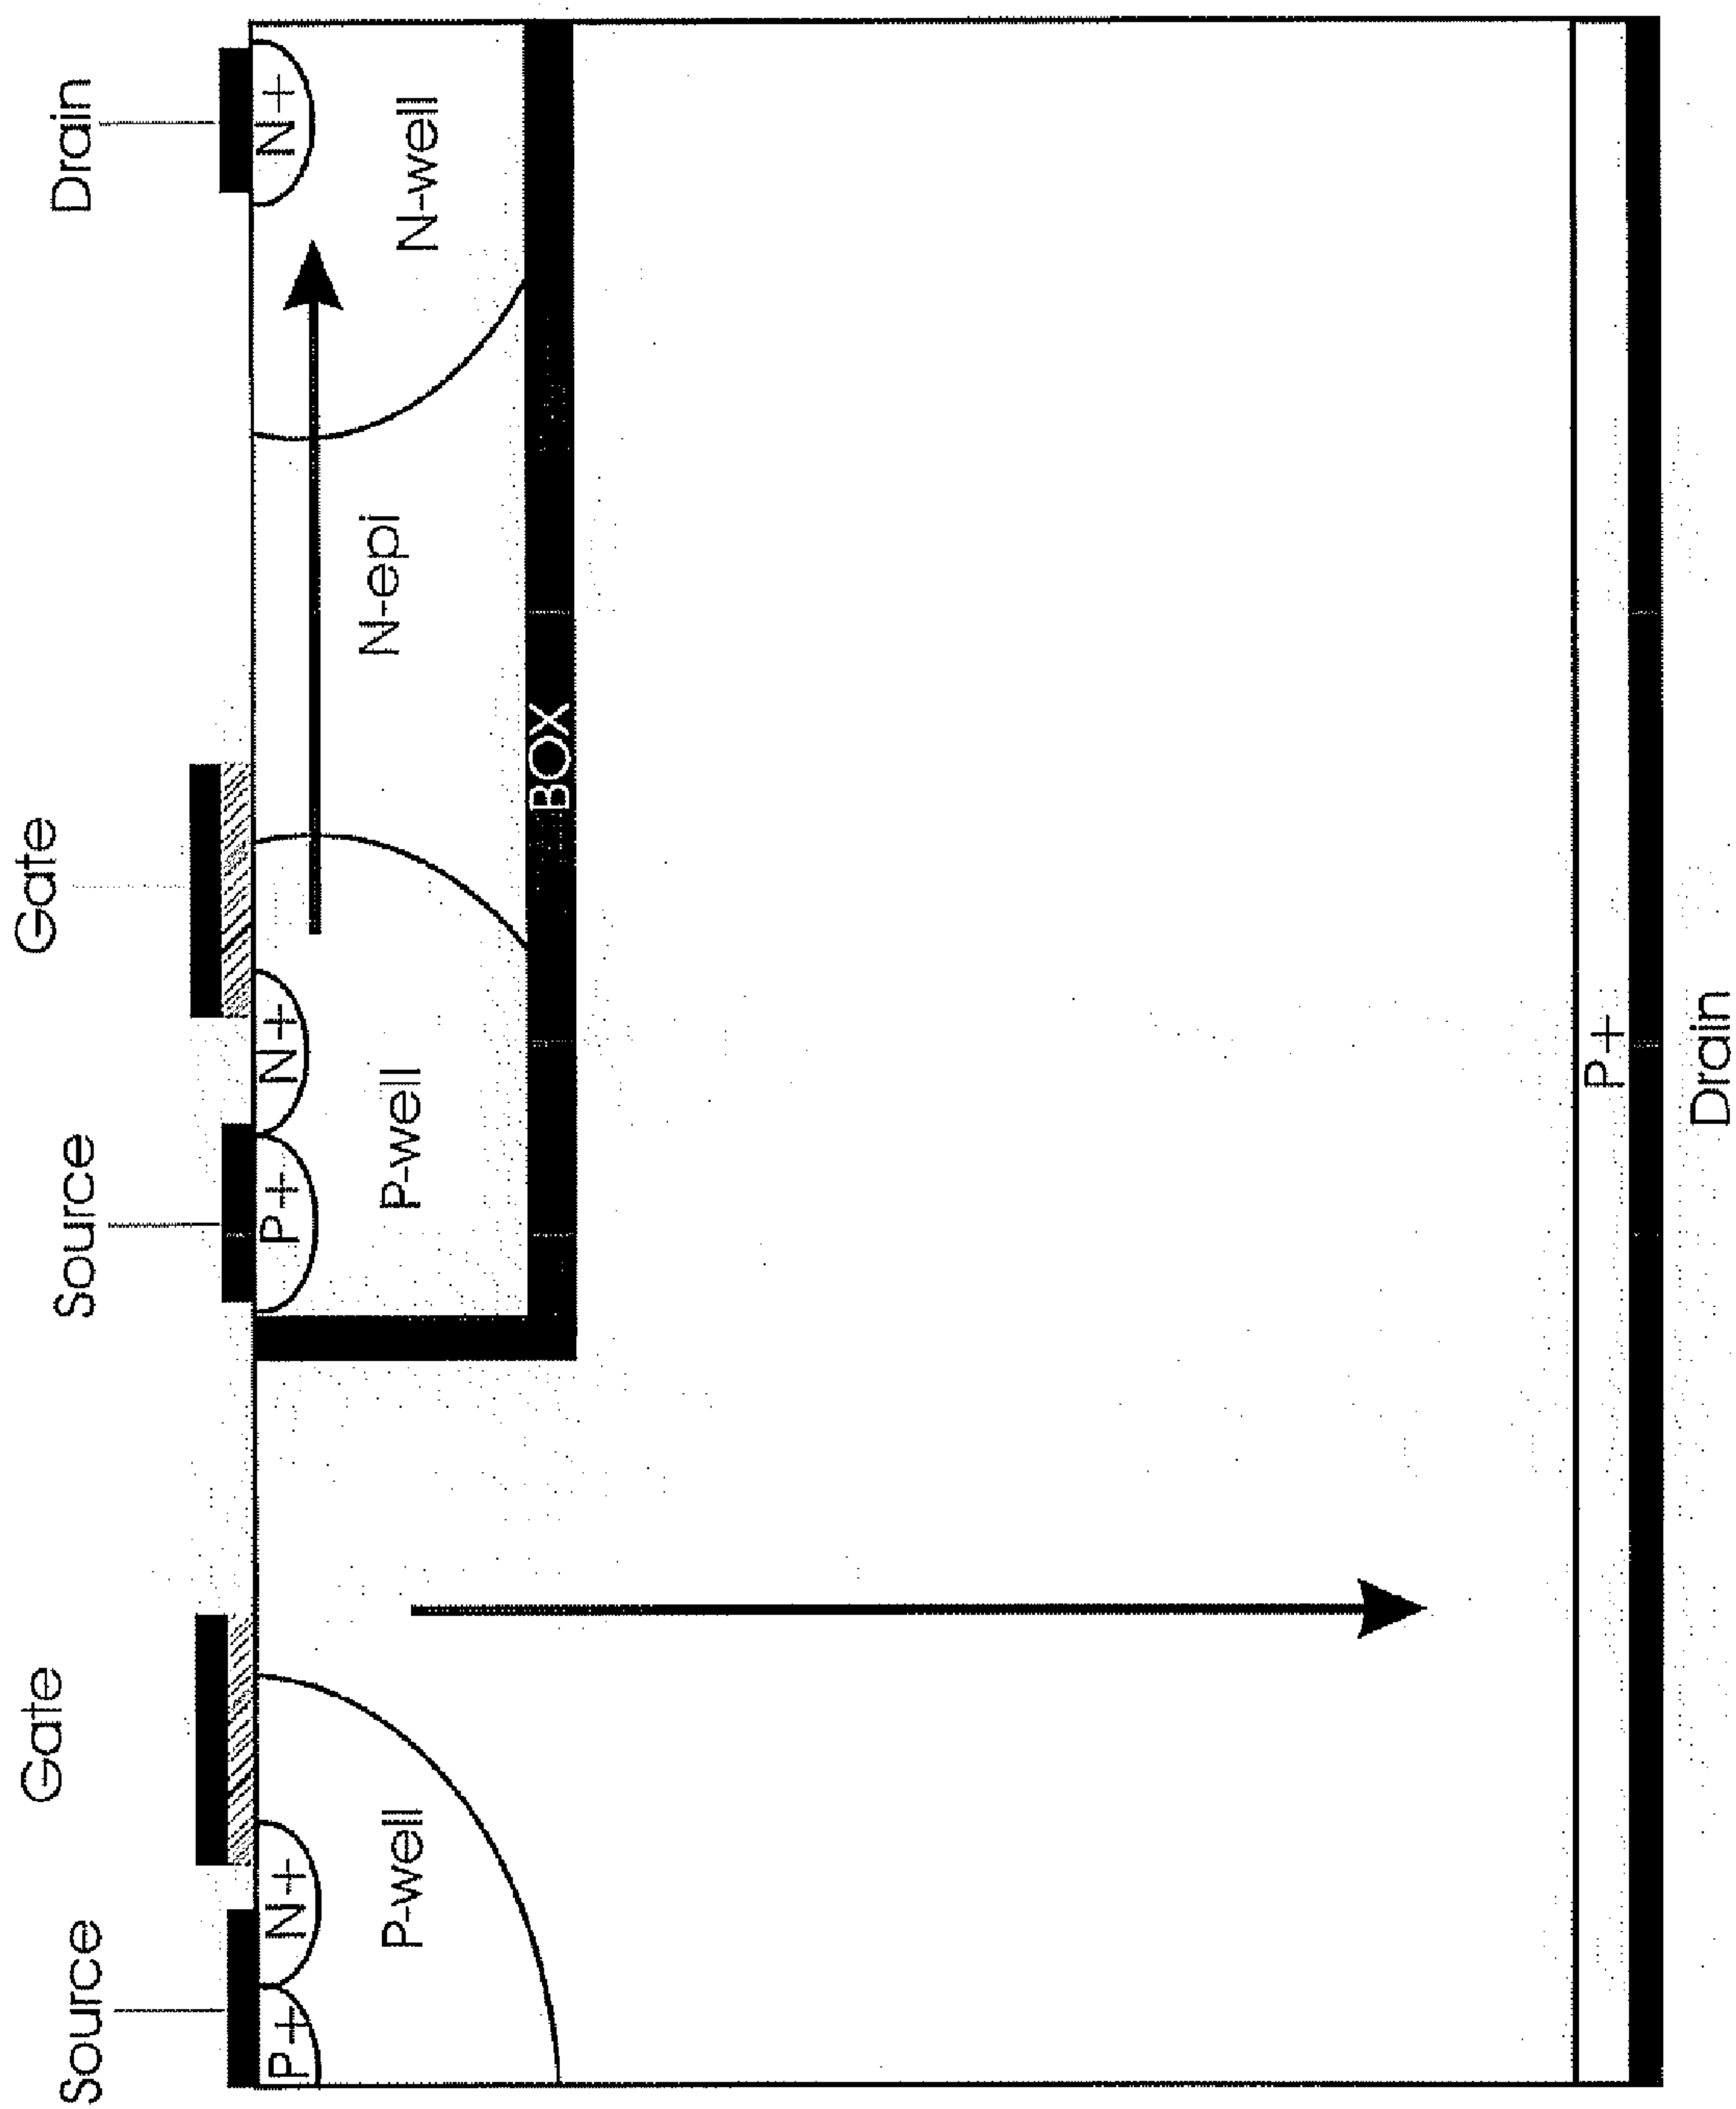 Source
Gate
Source
Gate
Drain
P+
N+
P+
N+
N+
P-well
P-well
N-epi
N-well
BOX
P+
Drain